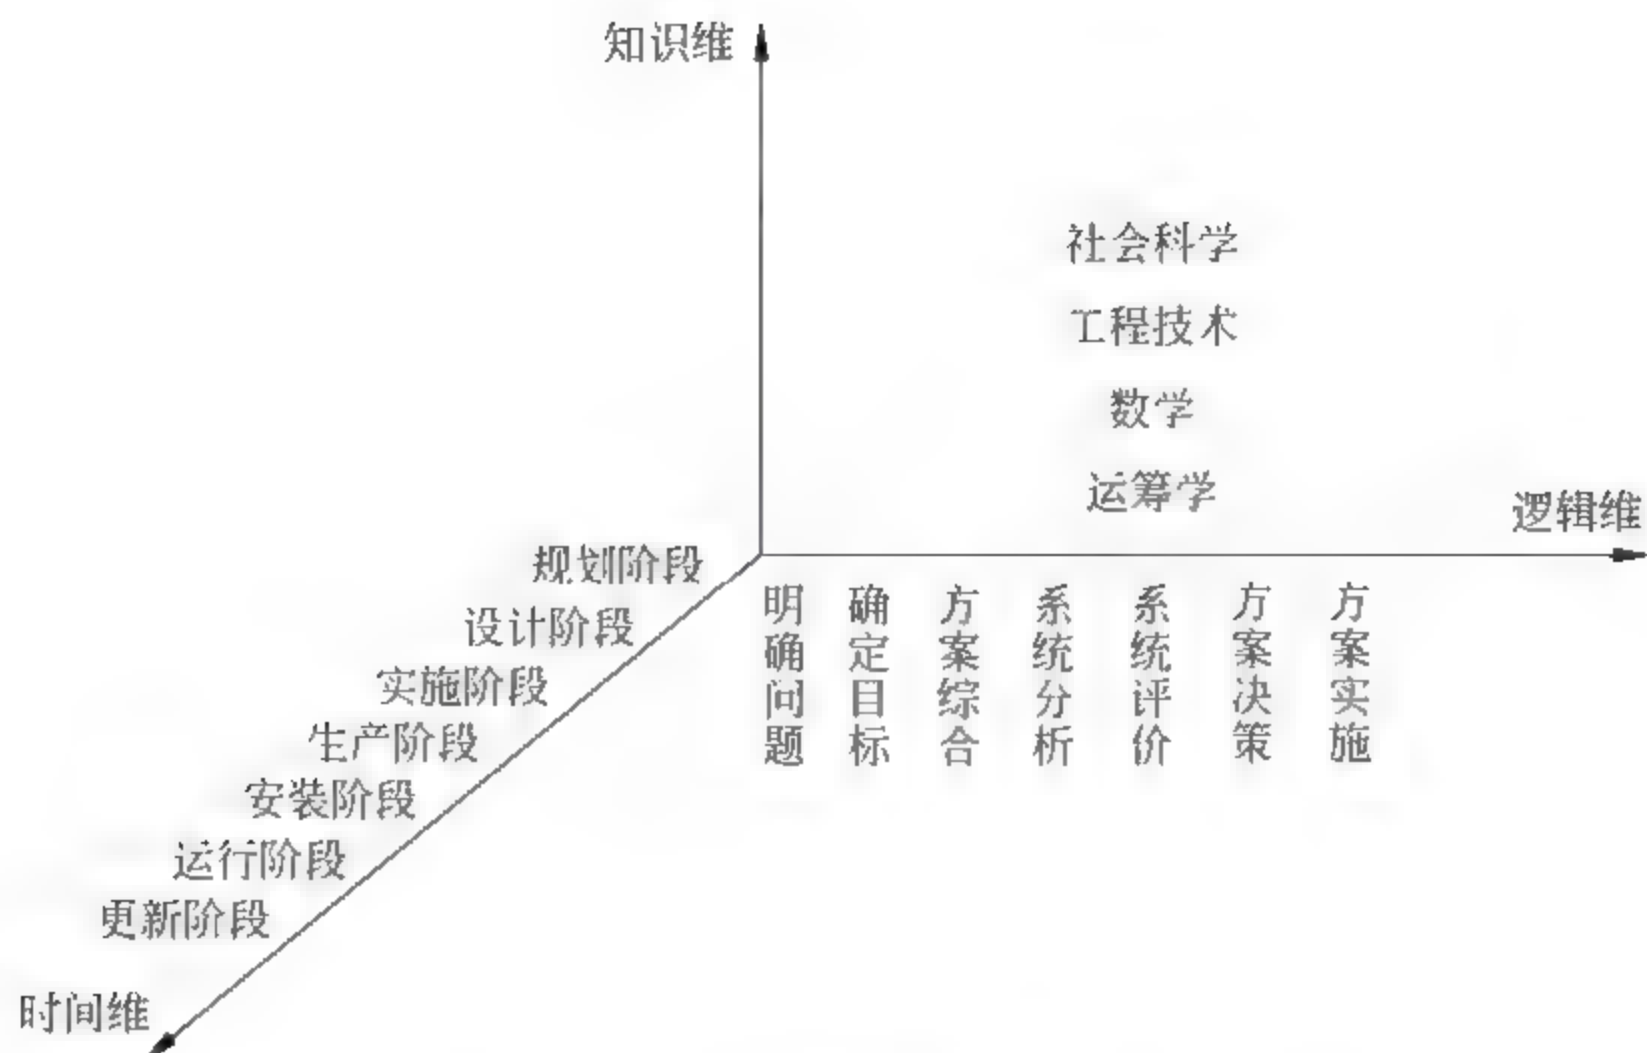 知识维
社会科学
工程技术
数学
运筹学
逻辑维
规划阶段
设计阶段
实施阶段
生产阶段
安装阶段
运行阶段
更新阶段
时间维
明确问题
确定目标
方案综合
系统分析
系统评价
方案决策
方案实施